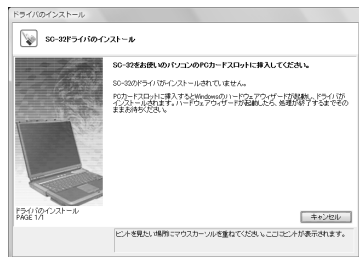 ドライバのインストール
SC-32ドライバのインストール
SC-32をお使いのパソコンのPCカードスロットに挿入してください。
SC-32のドライバがインストールされていません。
PCカードスロットに挿入するとWindowsのハードウェアウィザードが起動し、ドライバが
インストールされます。ハードウェアウィザードが起動したら、処理が終了するまでその
ままお待ちください。
ドライバのインストール
PAGE 1/1
キャンセル
ヒントを見たい場所にマウスカーソルを重ねてください。ここにヒントが表示されます。